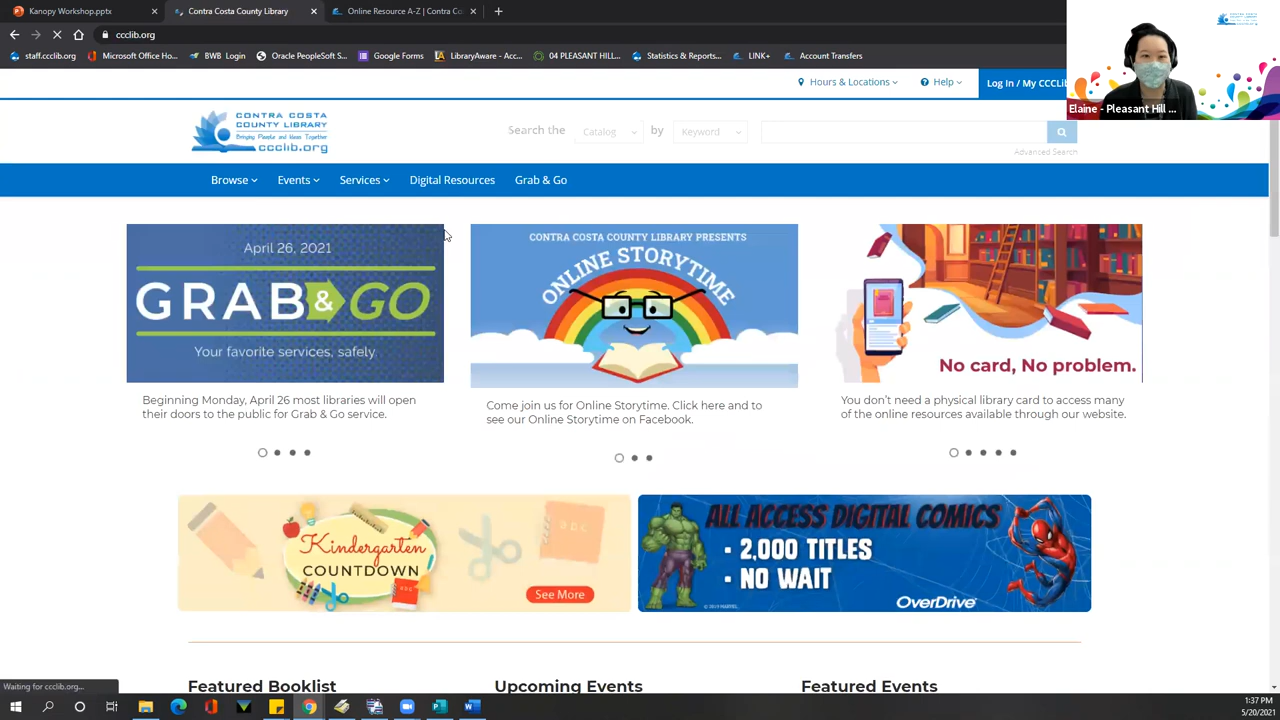 Kanopy Workshop.pptx
Contra Costa County Library
Online Resource A-Z | Contra Co
ccclib.org
staff.ccclib.org
Microsoft Office Ho...
BWB Login
Oracle PeopleSoft S...
Google Forms
A/Aware - Acc...
04 PLEASANT HILL...
Statistics & Reports...
LINK+
Account Transfers
Elaine - Pleasant Hill ...
Hours & Locations
Help
Log In / My CCCLib
CONTRA COSTA
COUNTY LIBRARY
Bringing People and Ideas Together
ccclib.org
Search the
Catalog
by
Keyword
Advanced Search
Browse
Events
Services
Digital Resources
Grab & Go
April 26, 2021
GRAB & GO
Your favorite services, safely.
Beginning Monday, April 26 most libraries will open
their doors to the public for Grab & Go service.
CONTRA COSTA COUNTY LIBRARY PRESENTS
ONLINE STORYTIME
Come join us for Online Storytime. Click here and to
see our Online Storytime on Facebook.
No card, No problem.
You don't need a physical library card to access many
of the online resources available through our website.
Kindergarten
COUNTDOWN
See More
ALL ACCESS DIGITAL COMICS
· 2,000 TITLES
· NO WAIT
OverDrive
Featured Booklist
Upcoming Events
Featured Events
Waiting for ccclib.org...
1:37 PM
5/20/2021